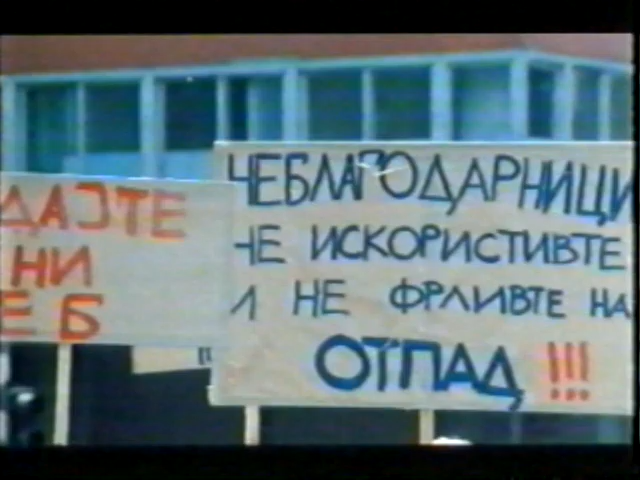 ДАЈТЕ
НИ
ЕБ
НЕБЛАГОДАРНИЦИ
НЕ ИСКОРИСТИВТЕ
И НЕ ФРЛИВТЕ НА
ОТПАД !!!